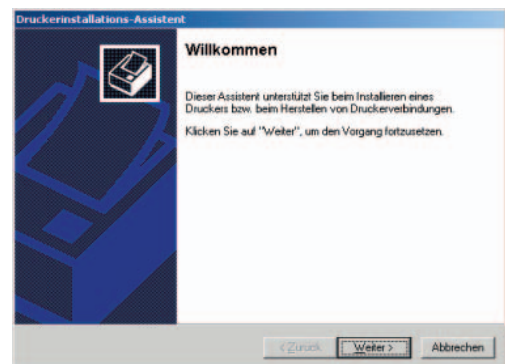 Druckerinstallations-Assistent
Willkommen
Dieser Assistent unterstützt Sie beim Installieren eines
Druckers bzw. beim Herstellen von Druckerverbindungen.
Klicken Sie auf "Weiter", um den Vorgang fortzusetzen.
< Zurück Weiter > Abbrechen